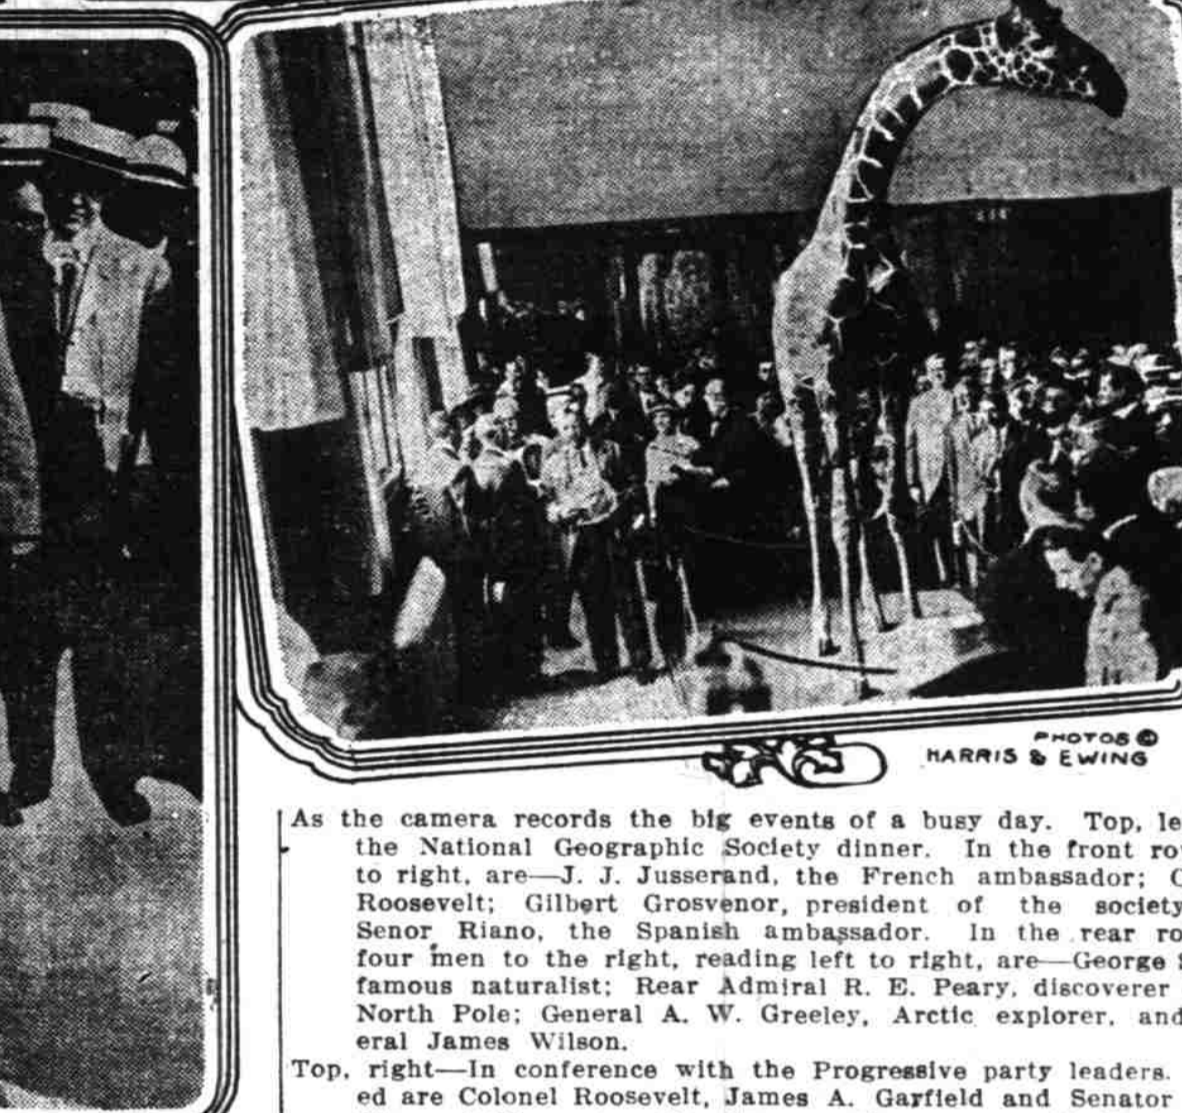 PHOTOS ©
HARRIS & EWING
As the camera records the big events of a busy day. Top, le
the National Geographic Society dinner. In the front ro
to right, are—J. J. Jusserand, the French ambassador; C
Roosevelt; Gilbert Grosvenor, president of the society
Senor Riano, the Spanish ambassador. In the rear ro
four men to the right, reading left to right, are—George S
famous naturalist; Rear Admiral R. E. Peary, discoverer
North Pole; General A. W. Greeley, Arctic explorer, and
eral James Wilson.
Top, right—In conference with the Progressive party leaders.
ed are Colonel Roosevelt, James A. Garfield and Senator